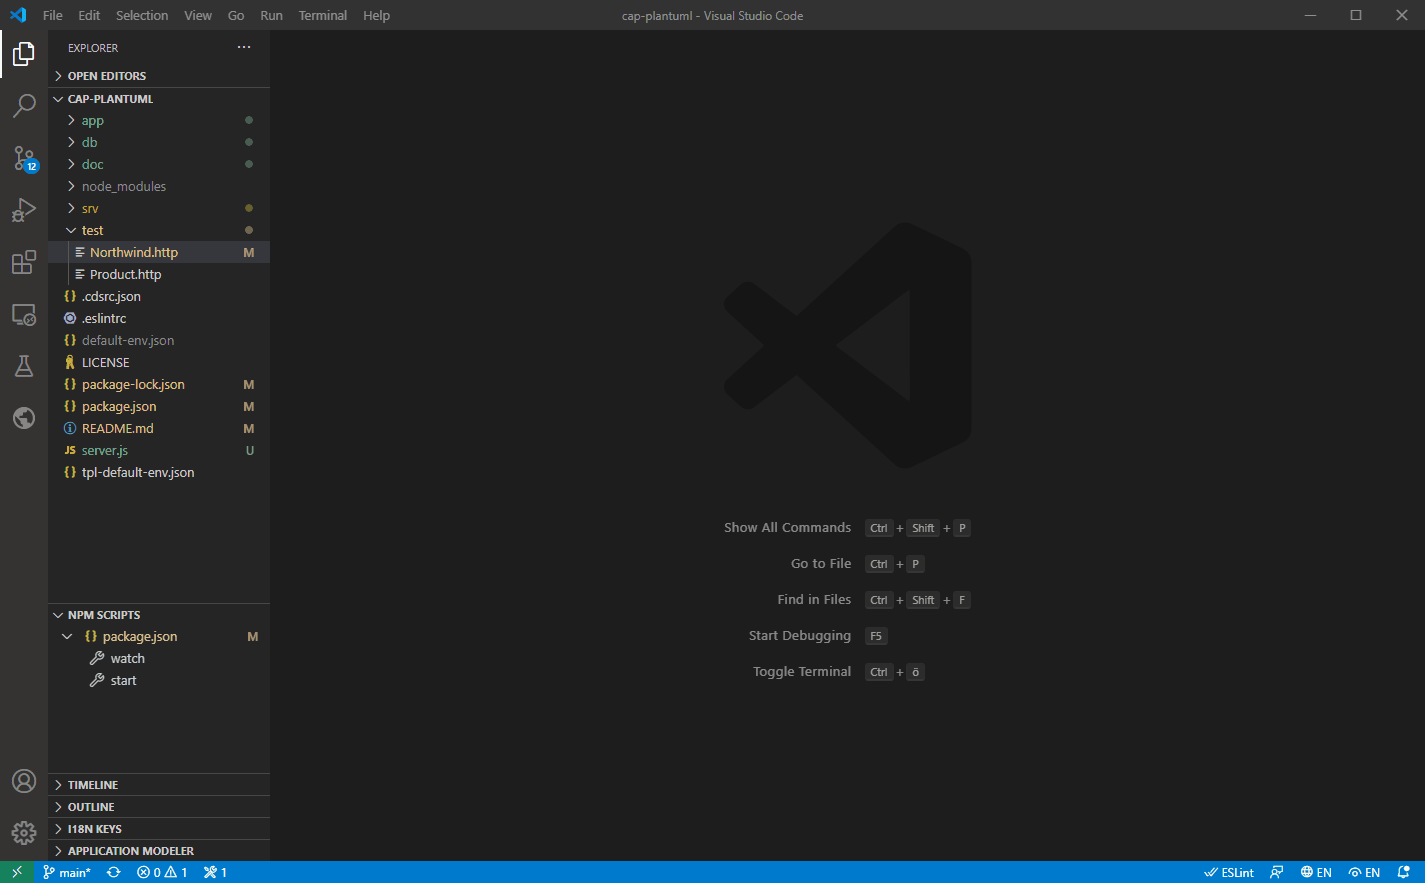 File Edit Selection View Go Run Terminal Help
cap-plantuml - Visual Studio Code
EXPLORER
OPEN EDITORS
CAP-PLANTUML
app
db
doc
node_modules
srv
test
Northwind.http M
Product.http
{} .cdsrc.json
.eslintrc
{} default-env.json
LICENSE
{} package-lock.json M
{} package.json M
README.md M
JS server.js U
{} tpl-default-env.json
12
Show All Commands Ctrl + Shift + P
Go to File Ctrl + P
Find in Files Ctrl + Shift + F
Start Debugging F5
Toggle Terminal Ctrl + ö
NPM SCRIPTS
{} package.json M
watch
start
TIMELINE
OUTLINE
I18N KEYS
APPLICATION MODELER
main* 0 1 1
ESLint EN EN